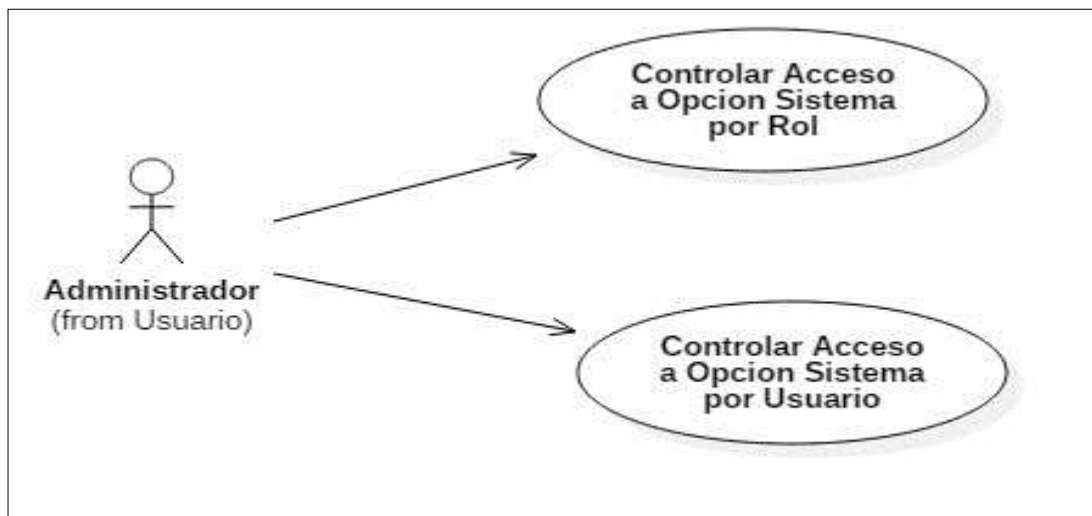 Controlar Acceso
a Opcion Sistema
por Rol
Administrador
(from Usuario)
Controlar Acceso
a Opcion Sistema
por Usuario